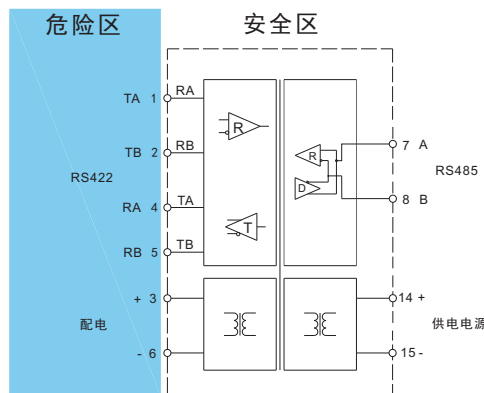 危险区 安全区
TA 1 RA
TB 2 RB
RS422
RA 4 TA
RB 5 TB
+ 3
配电
- 6
R
T
R
D
7 A
RS485
8 B
14 +
供电电源
15 -